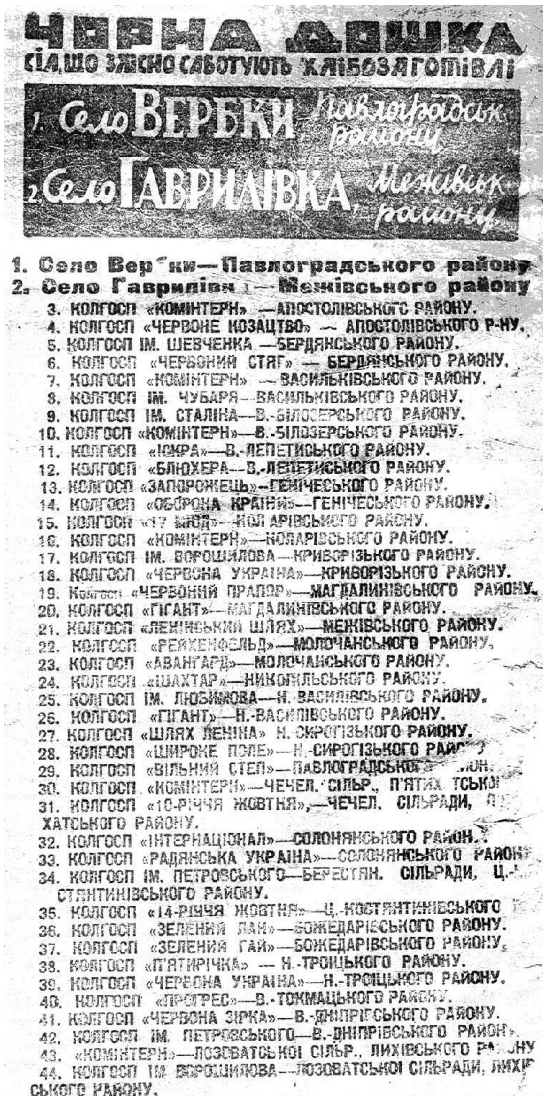 ЧОРНА ДОШКА
СІЛ, ЩО ЗЛІСНО САБОТУЮТЬ ХЛІБОЗАГОТІВЛІ
1. Село ВЕРБКИ, Павлоградськ. району
2. Село ГАВРИЛІВКА, Межівськ. району
1. Село Вер ки—Павлоградського району
2. Село Гаврилівк —Межівського району
3. КОЛГОСП «КОМІНТЕРН» —АПОСТОЛІВСЬКОГО РАЙОНУ.
4. КОЛГОСП «ЧЕРВОНЕ КОЗАЦТВО» — АПОСТОЛІВСЬКОГО Р-НУ.
5. КОЛГОСП ІМ. ШЕВЧЕНКА —БЕРДЯНСЬКОГО РАЙОНУ.
6. КОЛГОСП «ЧЕРВОНИЙ СТЯГ» — БЕРДЯНСЬКОГО РАЙОНУ.
7. КОЛГОСП «КОМІНТЕРН» —ВАСИЛЬКІВСЬКОГО РАЙОНУ.
8. КОЛГОСП ІМ. ЧУБАРЯ—ВАСИЛЬКІВСЬКОГО РАЙОНУ.
9. КОЛГОСП ІМ. СТАЛІНА—В.-БІЛОЗЕРСЬКОГО РАЙОНУ.
10. КОЛГОСП «КОМІНТЕРН»—В.-БІЛОЗЕРСЬКОГО РАЙОНУ.
11. КОЛГОСП «ІСКРА»—В.-ЛЕПЕТИСЬКОГО РАЙОНУ.
12. КОЛГОСП «БЛЮХЕРА—В.-ЛЕПЕТИСЬКОГО РАЙОНУ.
13. КОЛГОСП «ЗАПОРОЖЕЦЬ»—ГЕНІЧЕСЬКОГО РАЙОНУ.
14. КОЛГОСП «ОБОРОНА КРАЇНИ»—ГЕНІЧЕСЬКОГО РАЙОНУ.
15. КОЛГОСП «17 МЮД»—КОЛАРІВСЬКОГО РАЙОНУ.
16. КОЛГОСП «КОМІНТЕРН»—КОЛАРІВСЬКОГО РАЙОНУ.
17. КОЛГОСП ІМ. ВОРОШИЛОВА—КРИВОРІЗЬКОГО РАЙОНУ.
18. КОЛГОСП «ЧЕРВОНА УКРАЇНА»—КРИВОРІЗЬКОГО РАЙОНУ.
19. КОЛГОСП «ЧЕРВОНИЙ ПРАПОР»—МАГДАЛИНІВСЬКОГО РАЙОНУ.
20. КОЛГОСП «ГІГАНТ»—МАГДАЛИНІВСЬКОГО РАЙОНУ.
21. КОЛГОСП «ЛЕНІНСЬКИЙ ШЛЯХ»—МЕЖІВСЬКОГО РАЙОНУ.
22. КОЛГОСП «РЕЙХЕНФЕЛЬД»—МОЛОЧАНСЬКОГО РАЙОНУ,
23. КОЛГОСП «АВАНГАРД»—МОЛОЧАНСЬКОГО РАЙОНУ.
24. КОЛГОСП «ШАХТАР»—НИКОПІЛЬСЬКОГО РАЙОНУ.
25. КОЛГОСП ІМ. ЛЮБИМОВА—Н.-ВАСИЛІВСЬКОГО РАЙОНУ.
26. КОЛГОСП «ГІГАНТ»—Н.-ВАСИЛІВСЬКОГО РАЙОНУ.
27. КОЛГОСП «ШЛЯХ ЛЕНІНА» Н.-СИРОГІЗЬКОГО РАЙОНУ.
28. КОЛГОСП «ШИРОКЕ ПОЛЕ»—Н.-СИРОГІЗЬКОГО
29. КОЛГОСП «ВІЛЬНИЙ СТЕП»—ПАВЛОГРАДСЬКОГО
30. КОЛГОСП «КОМІНТЕРН»—ЧЕЧЕЛ. СІЛЬР.,
31. КОЛГОСП «10-РІЧЧЯ ЖОВТНЯ»,—ЧЕЧЕЛ. СІЛЬРАДИ, П'
ХАТСЬКОГО РАЙОНУ.
32. КОЛГОСП «ІНТЕРНАЦІОНАЛ»—СОЛОНЯНСЬКОГО РАЙОН
33. КОЛГОСП «РАДЯНСЬКА УКРАЇНА»—СОЛОНЯНСЬКОГО РАЙОН
34. КОЛГОСП ІМ. ПЕТРОВСЬКОГО—БЕРЕСТЯН. СІЛЬРАДИ, Ц.-
СТЯНТИНІВСЬКОГО РАЙОНУ.
35. КОЛГОСП «14-РІЧЧЯ ЖОВТНЯ»—Ц.-КОСТЯНТИНІВСЬКОГО
36. КОЛГОСП «ЗЕЛЕНИЙ ЛАН»—БОЖЕДАРІВСЬКОГО РАЙОНУ.
37. КОЛГОСП «ЗЕЛЕНИЙ ГАЙ»—БОЖЕДАРІВСЬКОГО РАЙОНУ,
38. КОЛГОСП «П'ЯТИРІЧКА» — Н.-ТРОЇЦЬКОГО РАЙОНУ.
39. КОЛГОСП «ЧЕРВОНА УКРАЇНА»—Н.-ТРОЇЦЬКОГО РАЙОНУ.
40. КОЛГОСП «ПРОГРЕС»—В.-ТОКМАЦЬКОГО РАЙОНУ.
41. КОЛГОСП «ЧЕРВОНА ЗІРКА»—В.-ДНІПРІВСЬКОГО РАЙОНУ.
42. КОЛГОСП ІМ. ПЕТРОВСЬКОГО—В.-ДНІПРІВСЬКОГО РАЙОН
43. «КОМІНТЕРН»—ЛОЗОВАТСЬКОЇ СІЛЬР., ЛИХІВСЬКОГО
44. КОЛГОСП ІМ ВОРОШИЛОВА—ЛОЗОВАТСЬКОЇ СІЛЬРАДИ, ЛИХІВ
СЬКОГО РАЙОНУ.